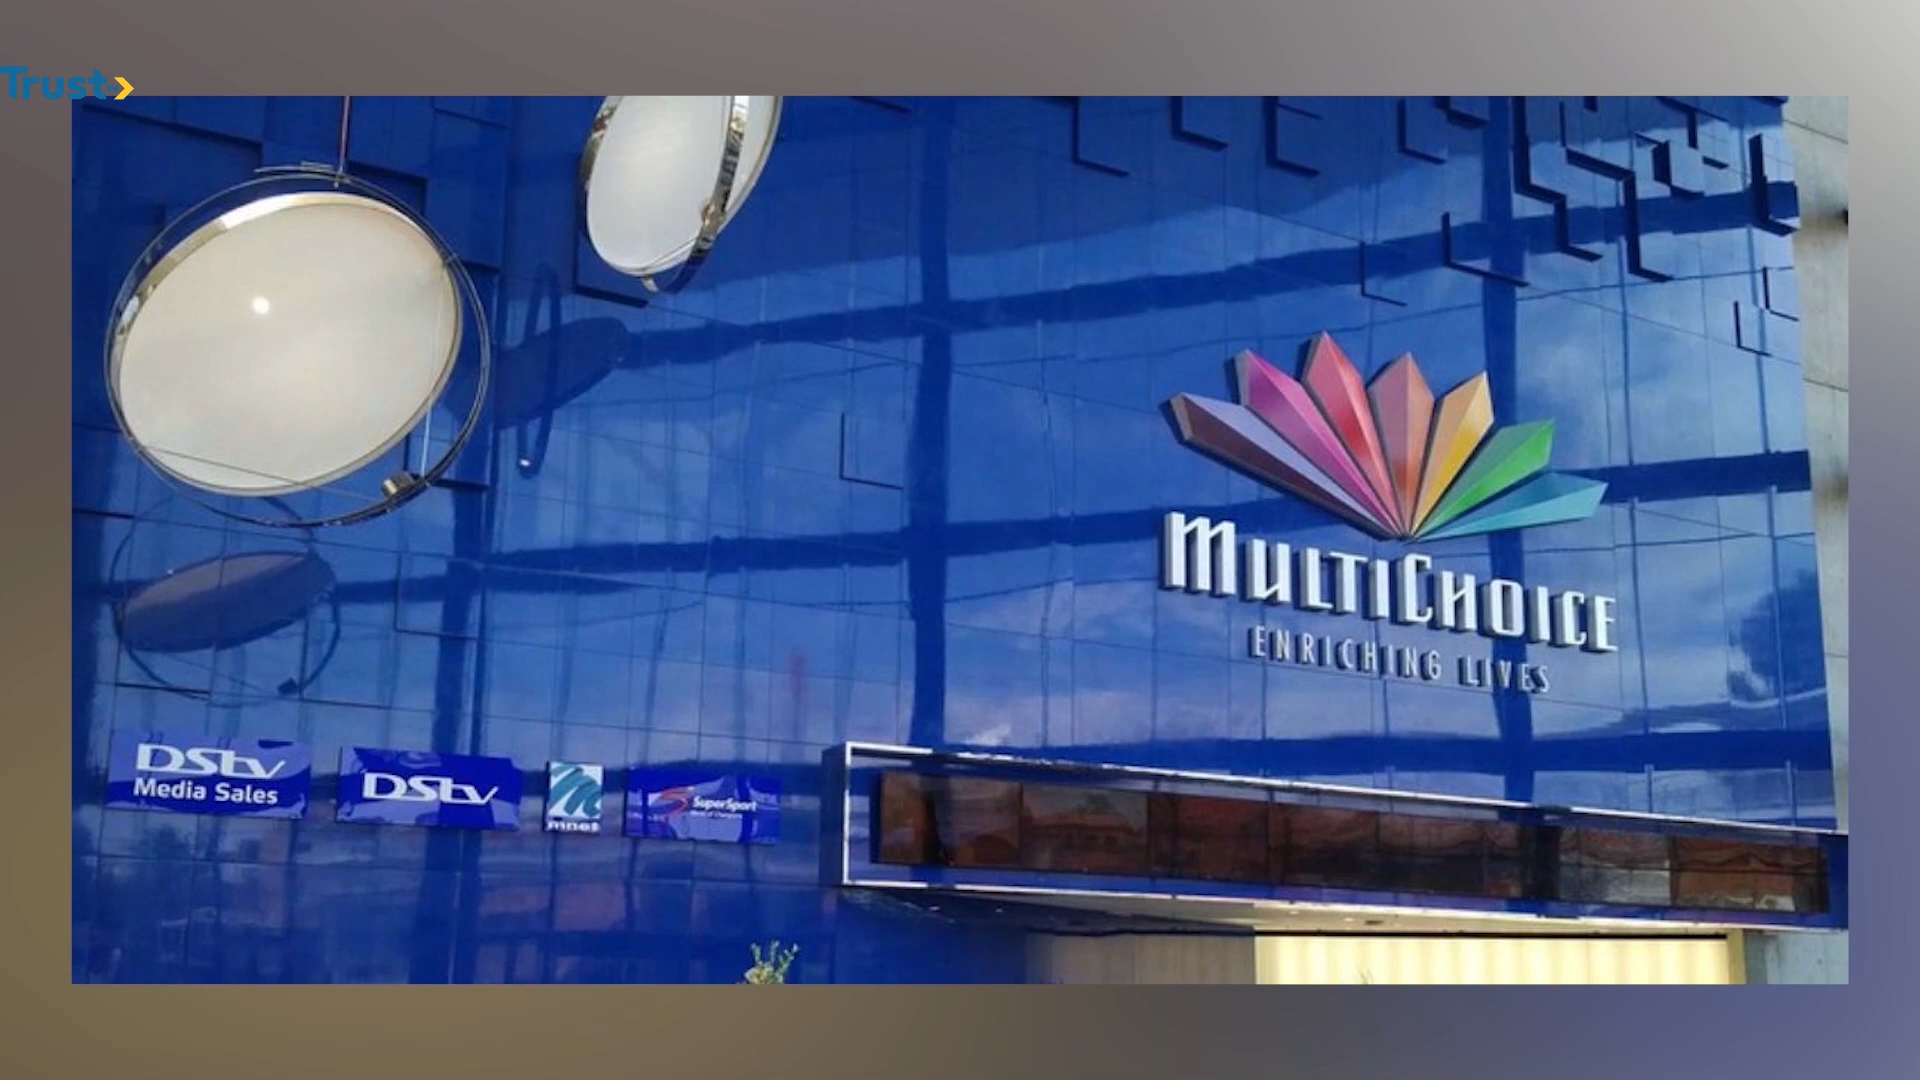 Trust
MULTICHOICE
ENRICHING LIVES
DStv
Media Sales
DStv
mnet
SuperSport